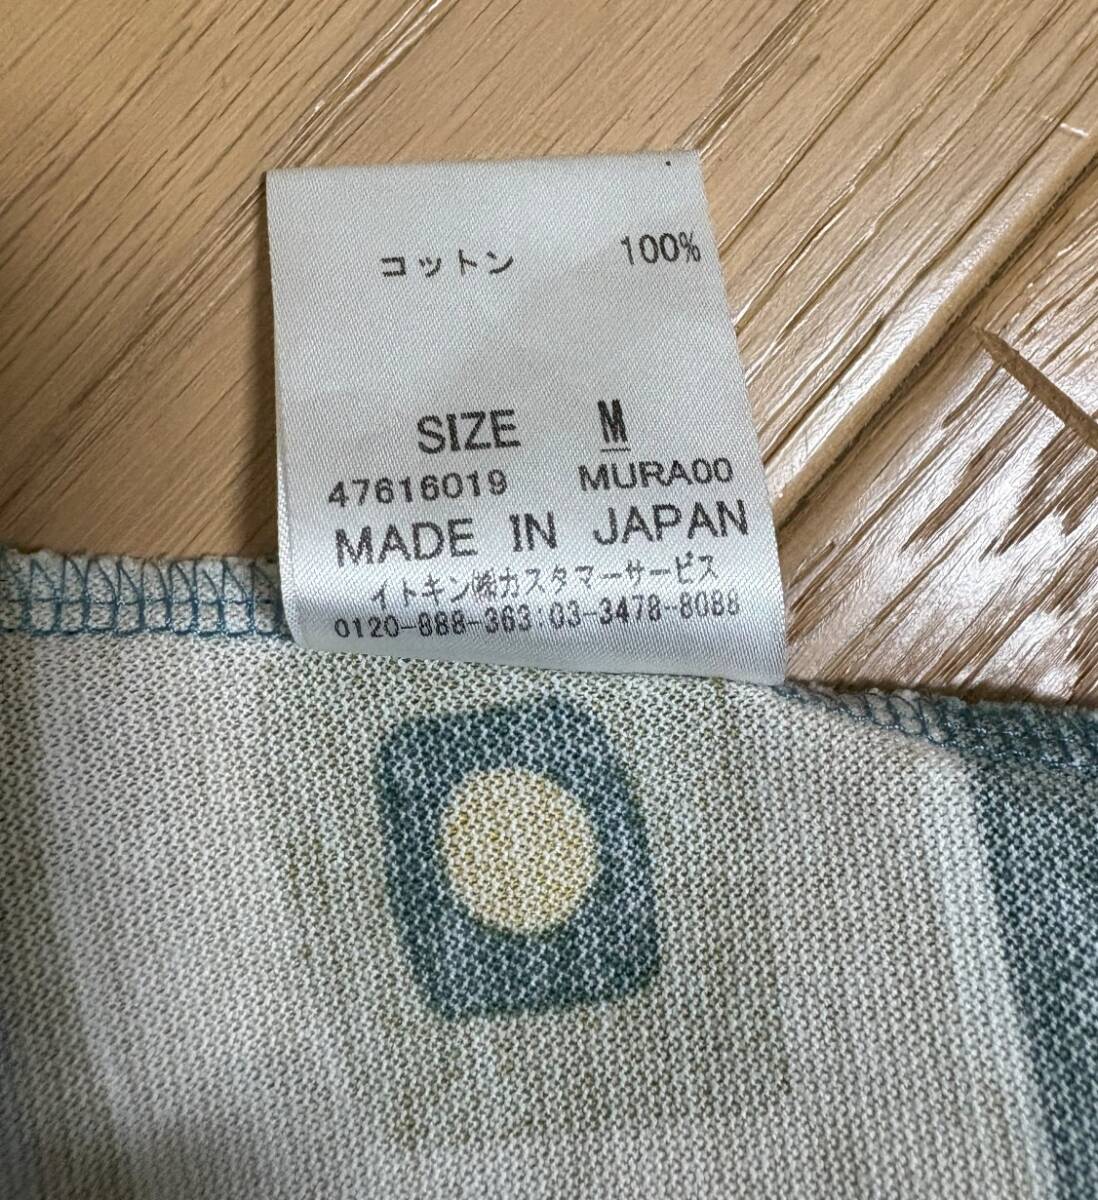 コットン 100%
SIZE M
47616019 MURA00
MADE IN JAPAN
イトキン㈱カスタマーサービス
0120-888-363:03-3478-8088